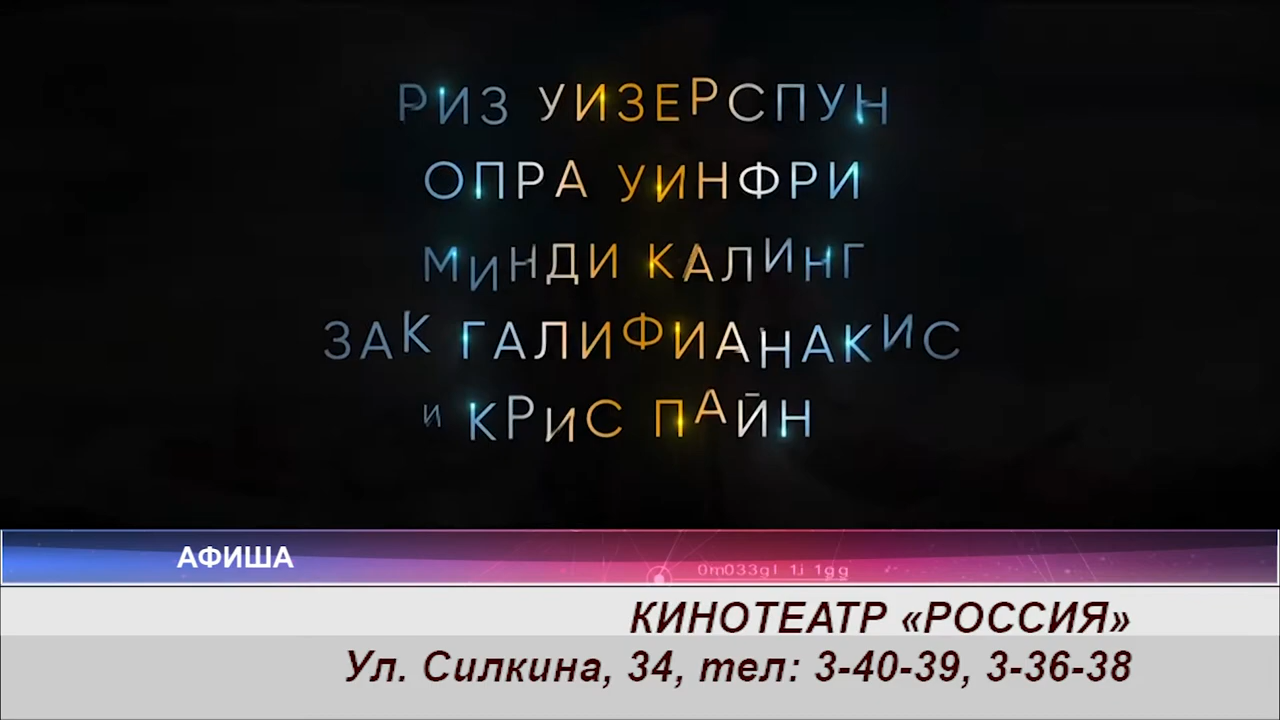 РИЗ УИЗЕРСПУН
ОПРА УИНФРИ
МИНДИ КАЛИНГ
ЗАК ГАЛИФИАНАКИС
И КРИС ПАЙН
АФИША
КИНОТЕАТР «РОССИЯ»
Ул. Силкина, 34, тел: 3-40-39, 3-36-38